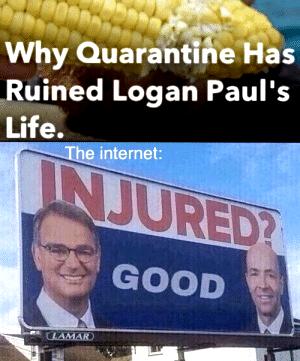 Why Quarantine Has
Ruined Logan Paul's
Life.
The internet:
INJURED?
GOOD
LAMAR